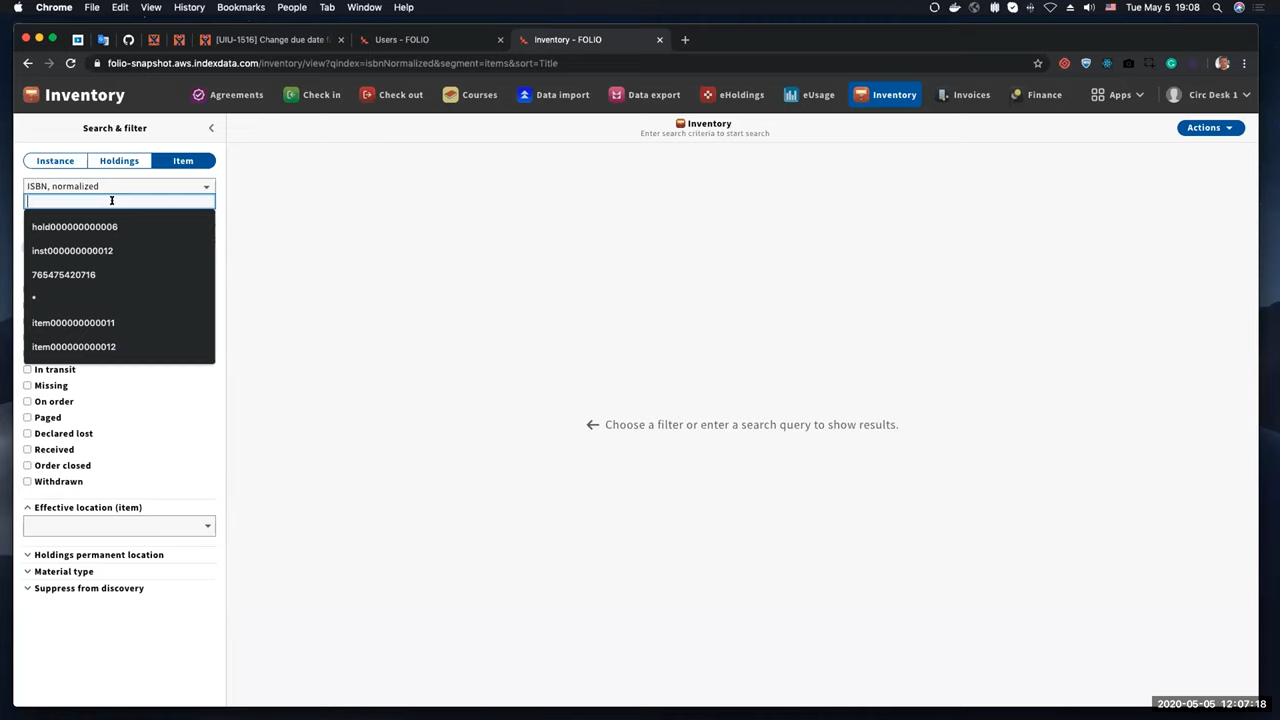 Chrome File Edit View History Bookmarks People Tab Window Help Tue May 5 19:08
[UIU-1516] Change due date f Users - FOLIO Inventory - FOLIO
folio-snapshot.aws.indexdata.com/inventory/view?qindex=isbnNormalized&segment=items&sort=Title
Inventory Agreements Check in Check out Courses Data import Data export eHoldings eUsage Inventory Invoices Finance Apps Circ Desk 1
Search & filter
Inventory
Enter search criteria to start search
Actions
Instance Holdings Item
ISBN, normalized
hold000000000006
inst000000000012
765475420716
*
item000000000011
item000000000012
In transit
Missing
On order
Paged
Declared lost
Received
Order closed
Withdrawn
Effective location (item)
Holdings permanent location
Material type
Suppress from discovery
Choose a filter or enter a search query to show results.
2020-05-05 12:07:18